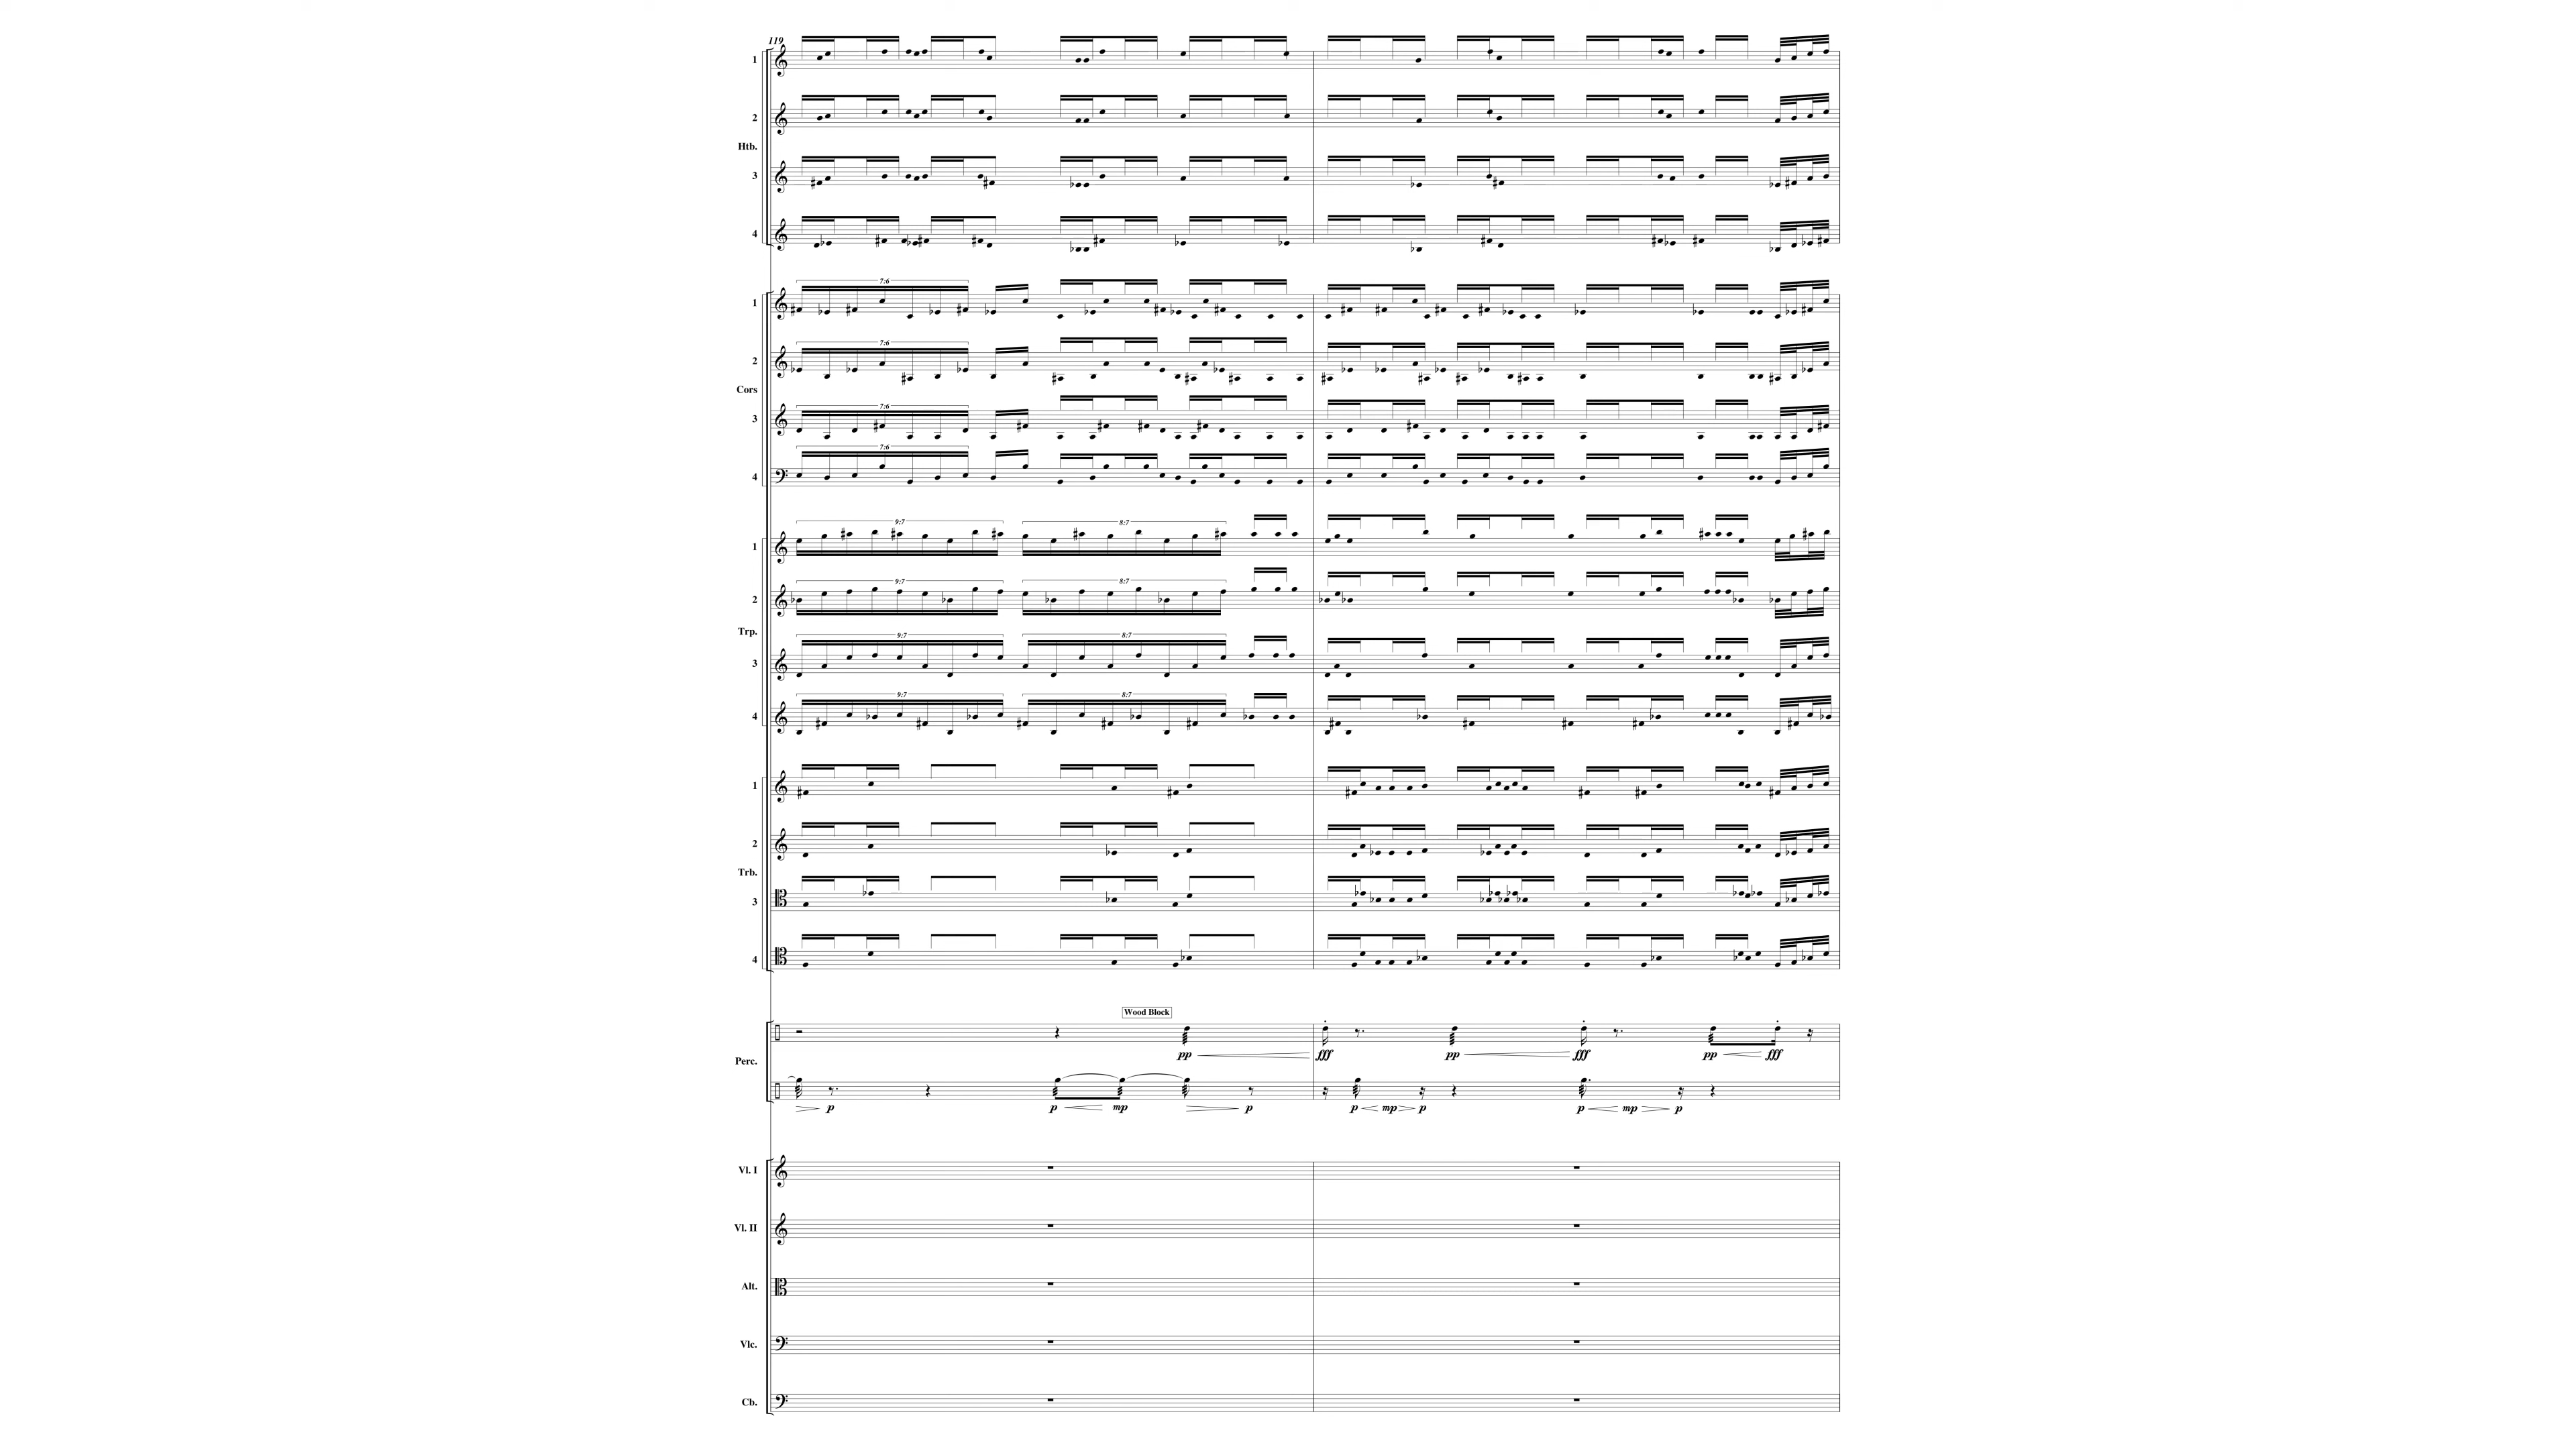 119
1
2
Htb.
3
4
7:6
1
7:6
2
Cors
7:6
3
7:6
4
9:7 8:7
1
9:7 8:7
2
Trp.
9:7 8:7
3
9:7 8:7
4
1
2
Trb.
3
4
Wood Block
pp fff pp fff pp fff
Perc.
p p mp p p mp p p mp p
Vl. I
Vl. II
Alt.
Vlc.
Cb.